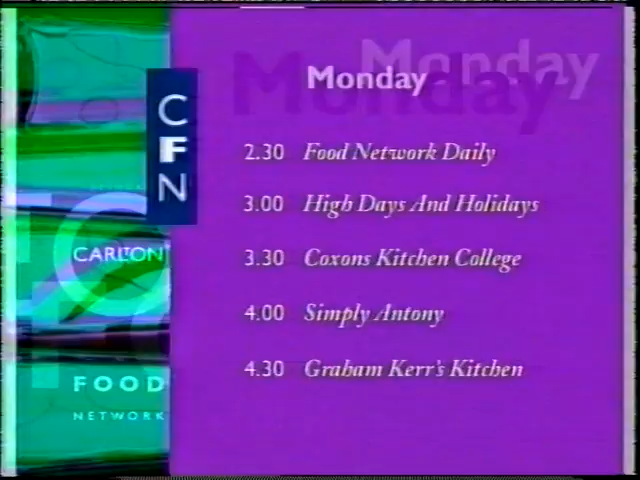 Monday
Monday
Monday
C
F
N
2.30 Food Network Daily
3.00 High Days And Holidays
3.30 Coxons Kitchen College
4.00 Simply Antony
4.30 Graham Kerr's Kitchen
CARLTON
FOOD
NETWORK